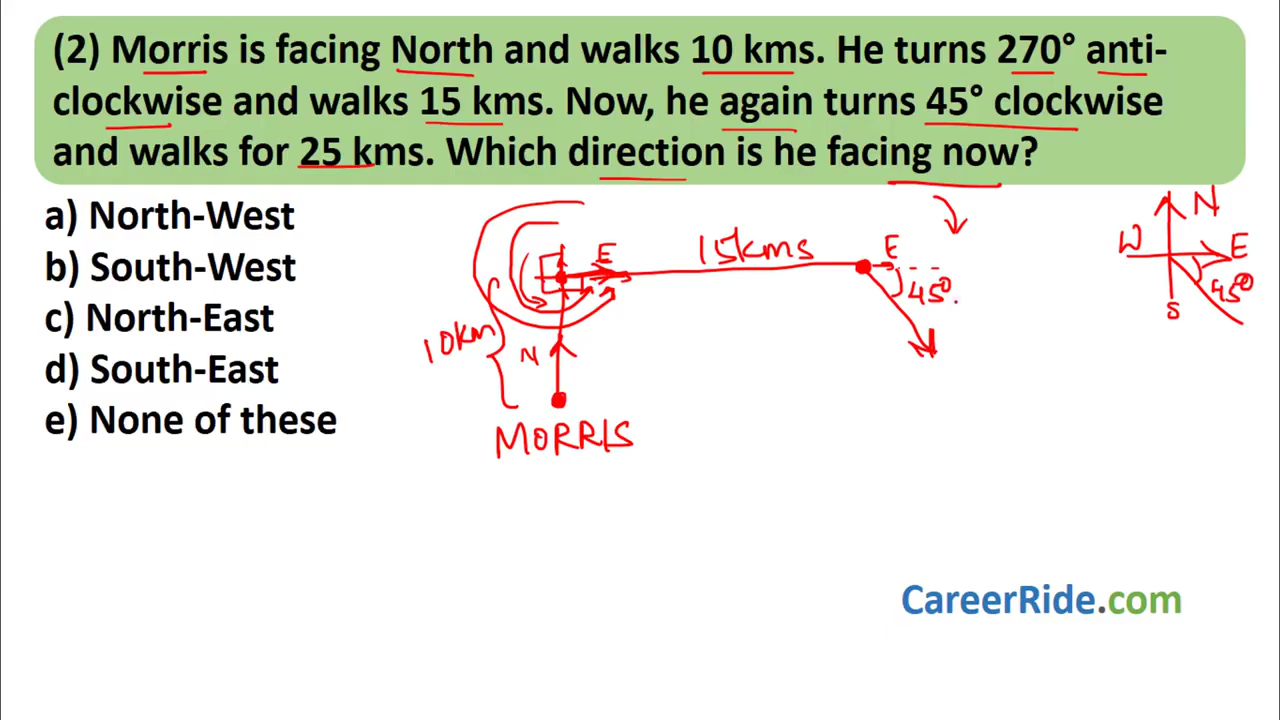 (2) Morris is facing North and walks 10 kms. He turns 270° anti-
clockwise and walks 15 kms. Now, he again turns 45° clockwise
and walks for 25 kms. Which direction is he facing now?
a) North-West
b) South-West
c) North-East
d) South-East
e) None of these
E
15kms
E
45°
10km
N
MORRIS
N
W
E
45°
S
CareerRide.com